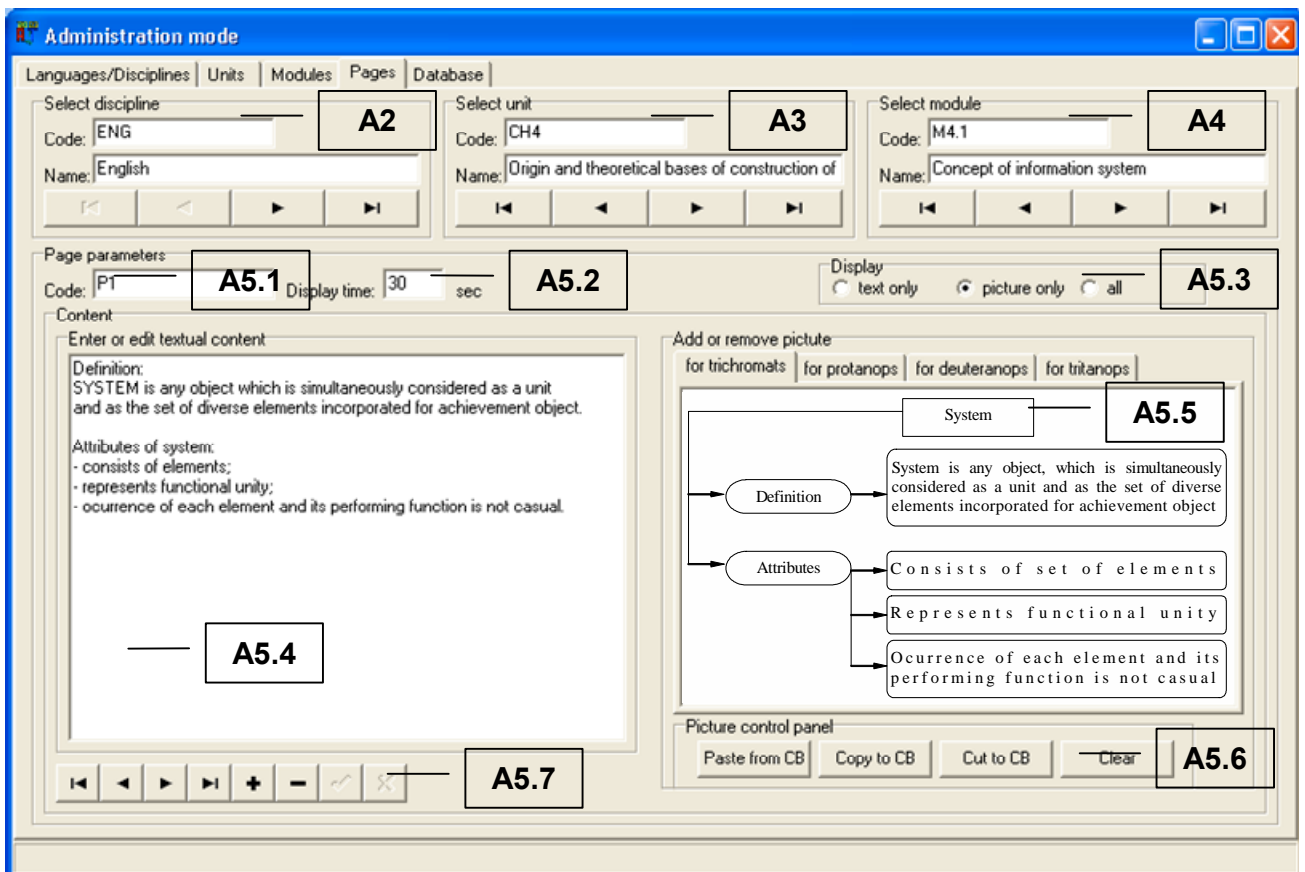 Administration mode
Languages/Disciplines Units Modules Pages Database
Select discipline
Code: ENG
A2
Name: English
Select unit
Code: CH4
A3
Name: Origin and theoretical bases of construction of
Select module
Code: M4.1
A4
Name: Concept of information system
Page parameters
Code: P1 A5.1 Display time: 30 sec A5.2
Display
text only picture only all A5.3
Content
Enter or edit textual content
Definition:
SYSTEM is any object which is simultaneously considered as a unit
and as the set of diverse elements incorporated for achievement object.
Attributes of system:
- consists of elements;
- represents functional unity;
- ocurrence of each element and its performing function is not casual.
A5.4
A5.7
Add or remove pictute
for trichromats for protanops for deuteranops for tritanops
System
A5.5
Definition
System is any object, which is simultaneously
considered as a unit and as the set of diverse
elements incorporated for achievement object
Attributes
Consists of set of elements
Represents functional unity
Ocurrence of each element and its
performing function is not casual
Picture control panel
Paste from CB Copy to CB Cut to CB Clear A5.6